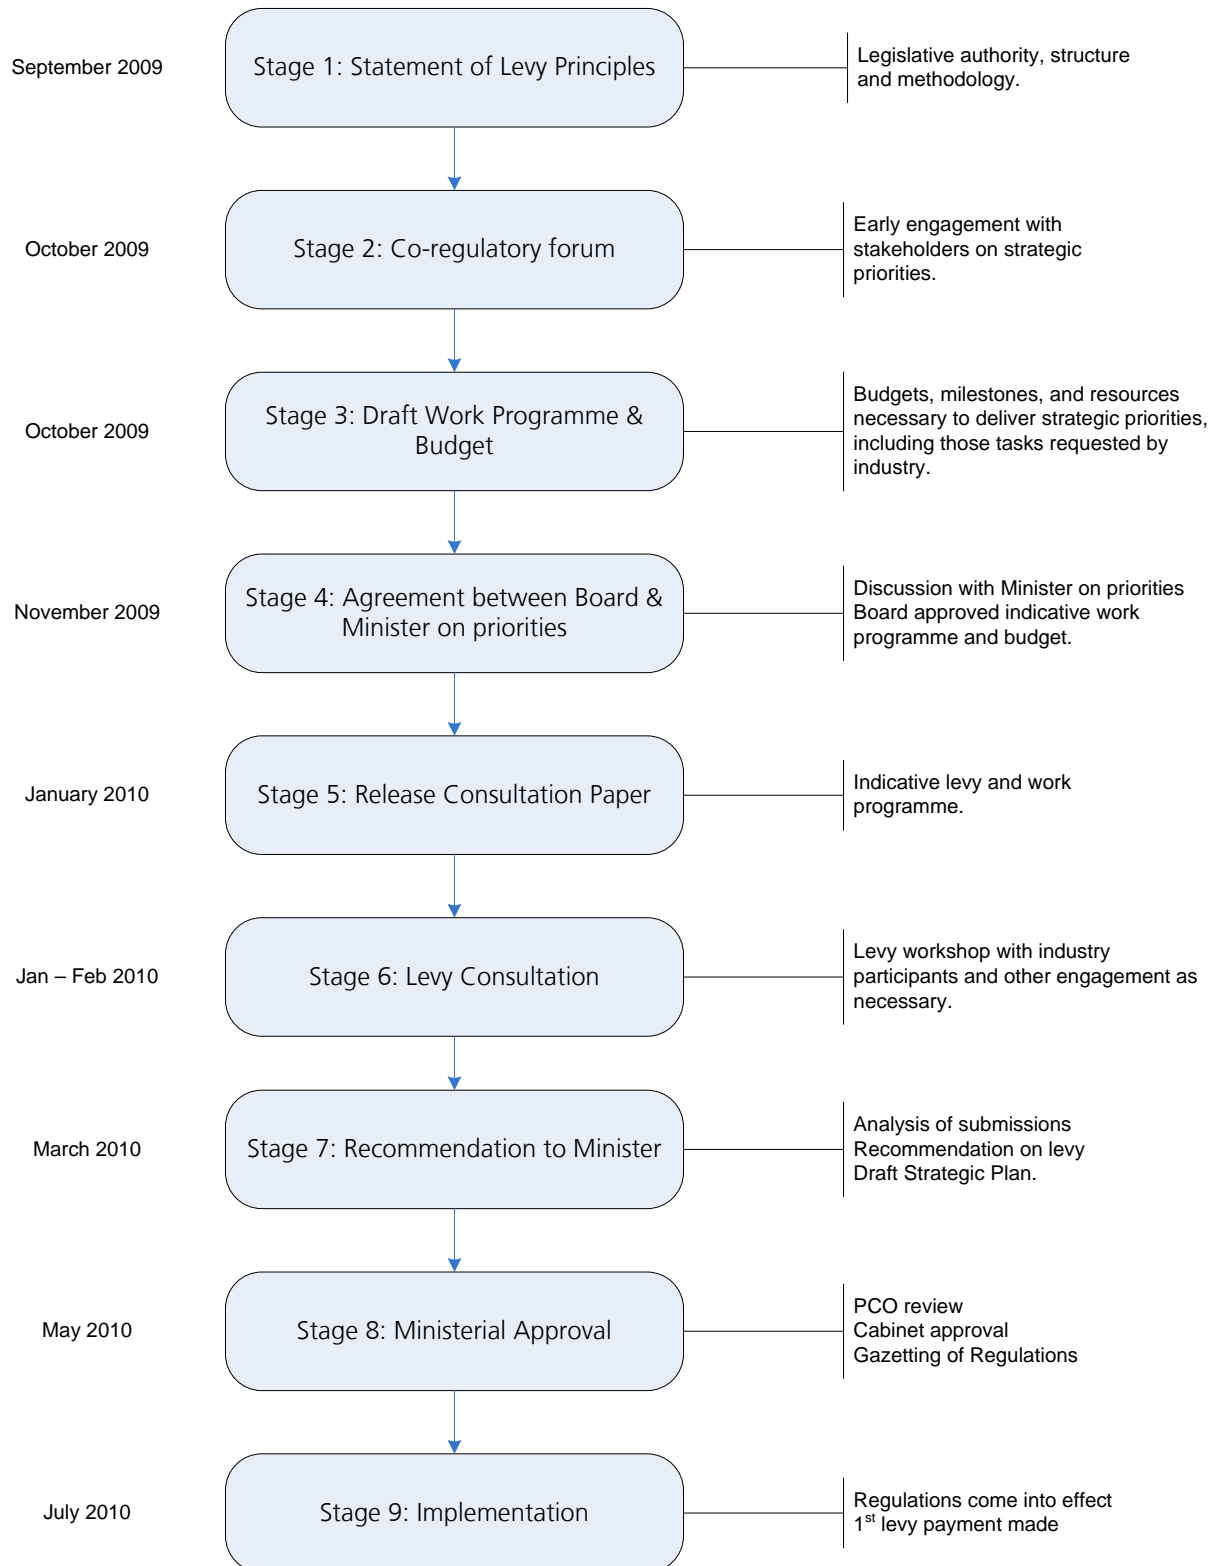 September 2009
Stage 1: Statement of Levy Principles
Legislative authority, structure
and methodology.
October 2009
Stage 2: Co-regulatory forum
Early engagement with
stakeholders on strategic
priorities.
October 2009
Stage 3: Draft Work Programme &
Budget
Budgets, milestones, and resources
necessary to deliver strategic priorities,
including those tasks requested by
industry.
November 2009
Stage 4: Agreement between Board &
Minister on priorities
Discussion with Minister on priorities
Board approved indicative work
programme and budget.
January 2010
Stage 5: Release Consultation Paper
Indicative levy and work
programme.
Jan – Feb 2010
Stage 6: Levy Consultation
Levy workshop with industry
participants and other engagement as
necessary.
March 2010
Stage 7: Recommendation to Minister
Analysis of submissions
Recommendation on levy
Draft Strategic Plan.
May 2010
Stage 8: Ministerial Approval
PCO review
Cabinet approval
Gazetting of Regulations
July 2010
Stage 9: Implementation
Regulations come into effect
1st levy payment made